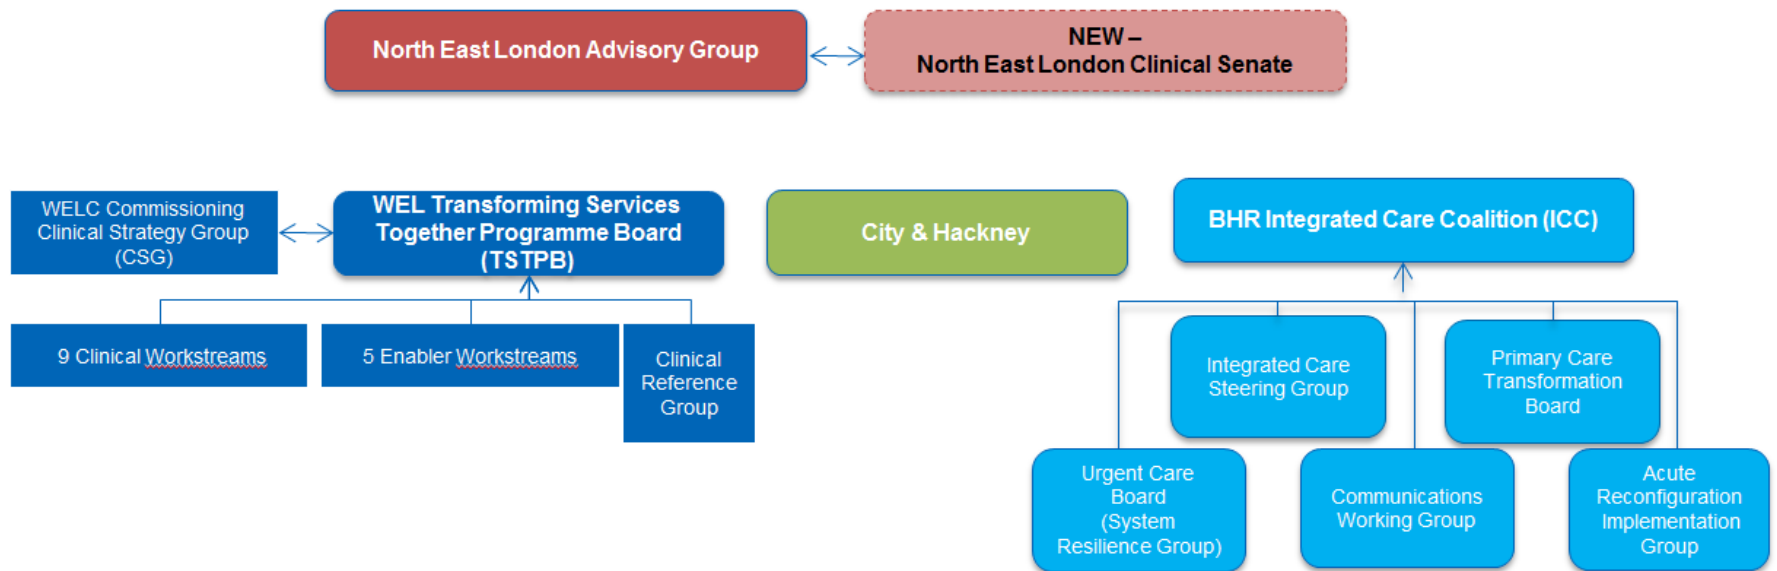 North East London Advisory Group
NEW –
North East London Clinical Senate
WELC Commissioning
Clinical Strategy Group
(CSG)
WEL Transforming Services
Together Programme Board
(TSTPB)
City & Hackney
BHR Integrated Care Coalition (ICC)
9 Clinical Workstreams
5 Enabler Workstreams
Clinical
Reference
Group
Integrated Care
Steering Group
Primary Care
Transformation
Board
Urgent Care
Board
(System
Resilience Group)
Communications
Working Group
Acute
Reconfiguration
Implementation
Group